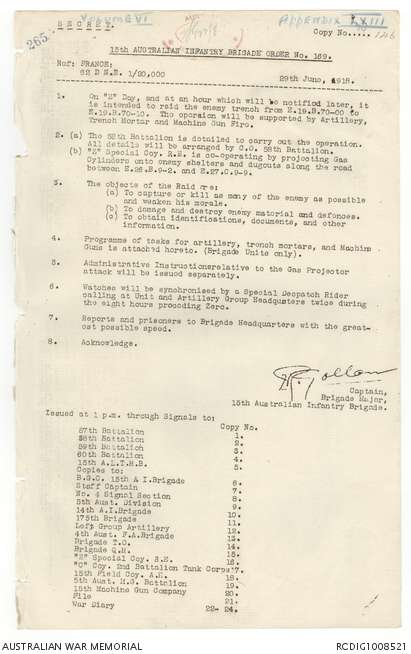 SECRET.
Volume VI
Appendix LXIII
265
Copy No..... 126
15th AUSTRALIAN INFANTRY BRIGADE ORDER No. 169.
Ref: FRANCE;
62 D N.E. 1/20,000
29th June, 1918.
1. On "Z" Day, and at an hour which will be notified later, it
is intended to raid the enemy trench from E.19.B.70-00 to
E.19.B.70-10. The operaion will be supported by Artillery,
Trench Mortar and Machine Gun Fire.
2. (a) The 58th Battalion is detailed to carry out the operation.
All details will be arranged by C.O. 58th Battalion.
(b) "Z" Special Coy. R.E. is co-operating by projecting Gas
Cylinders onto enemy shelters and dugouts along the road
between E.26.B.9-2. and E.27.C.9-9.
3. The objects of the Raid are:
(a) To capture or kill as many of the enemy as possible
and weaken his morale.
(b) To damage and destroy enemy material and defences.
(c) To obtain identifications, documents, and other
information.
4. Programme of tasks for artillery, trench mortars, and Machine
Guns is attached hereto. (Brigade Units only).
5. Administrative Instructionsrelative to the Gas Projector
attack will be issued separately.
6. Watches will be synchronised by a Special Despatch Rider
calling at Unit and Artillery Group Headquarters twice during
the eight hours preceding Zero.
7. Reports and prisoners to Brigade Headquarters with the great-
est possible speed.
8. Acknowledge.
Captain,
Brigade Major,
15th Australian Infantry Brigade.
Issued at 1 p.m. through Signals to:
Copy No.
57th Battalion 1.
58th Battalion 2.
59th Battalion 3.
60th Battalion 4.
15th A.L.T.M.B. 5.
Copies to:
B.G.C. 15th A I.Brigade 6.
Staff Captain 7.
No. 4 Signal Section 8.
5th Aust. Division 9.
14th A.I.Brigade 10.
175th Brigade 11.
Left Group Artillery 12.
4th Aust. F.A.Brigade 13.
Brigade T.O. 14.
Brigade Q.M. 15.
"Z" Special Coy. R.E. 16.
"C" Coy. 2nd Battalion Tank Corps 17.
15th Field Coy. A.E. 18.
5th Aust. M.G. Battalion 19.
15th Machine Gun Company 20.
File 21.
War Diary 22- 24.
AUSTRALIAN WAR MEMORIAL
RCDIG1008521